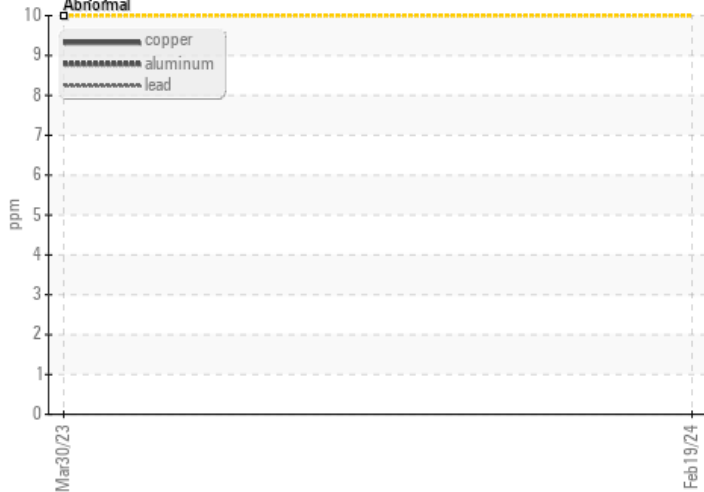 Abnormal
10
9
8
7
6
5
4
3
2
1
0
ppm
copper
aluminum
lead
Mar30/23
Feb19/24